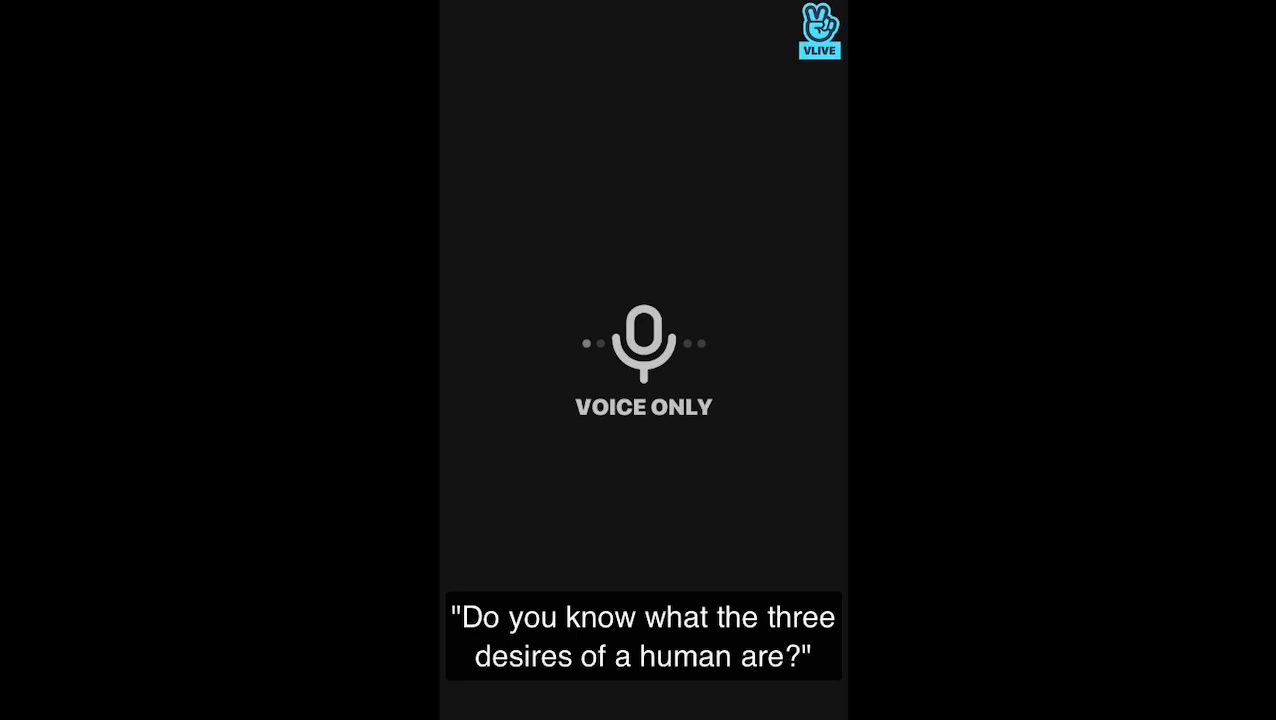 VLIVE
VOICE ONLY
"Do you know what the three
desires of a human are?"